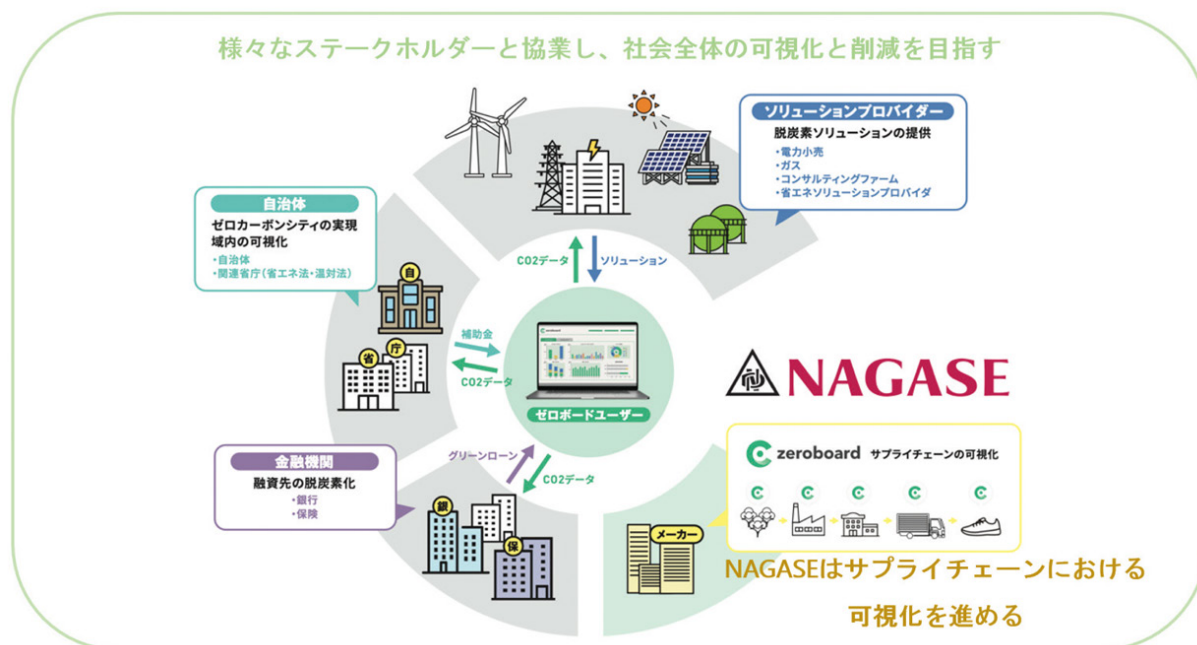 様々なステークホルダーと協業し、社会全体の可視化と削減を目指す
ソリューションプロバイダー
脱炭素ソリューションの提供
・電力小売
・ガス
・コンサルティングファーム
・省エネソリューションプロバイダ
自治体
ゼロカーボンシティの実現
域内の可視化
・自治体
・関連省庁(省エネ法・温対法)
自
省
庁
CO2データ
ソリューション
補助金
CO2データ
zeroboard
ゼロボードユーザー
NAGASE
金融機関
融資先の脱炭素化
・銀行
・保険
グリーンローン
CO2データ
銀
保
メーカー
zeroboard サプライチェーンの可視化
NAGASEはサプライチェーンにおける
可視化を進める